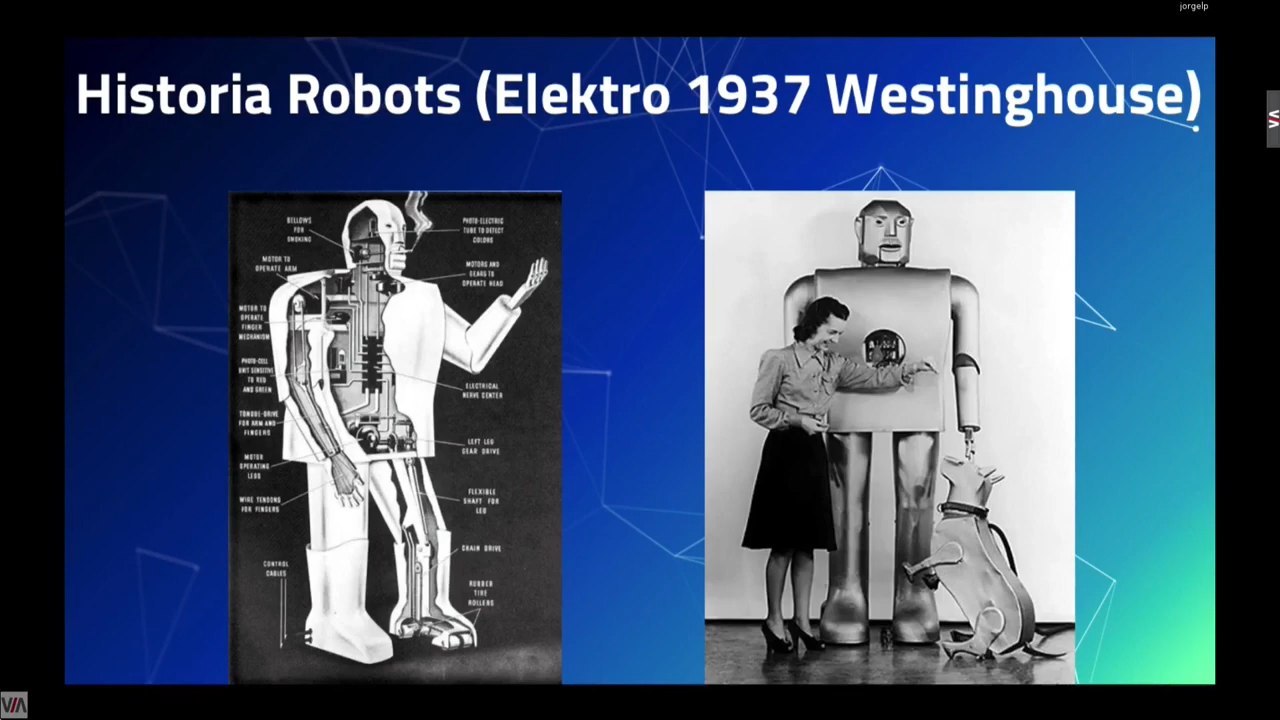 jorgelp
Historia Robots (Elektro 1937 Westinghouse)
BELLOWS
FOR
SMOKING
MOTOR TO
OPERATE ARM
MOTOR TO
OPERATE
FINGER
MECHANISM
PHOTO-CELL
UNIT SENSITIVE
TO RED
AND GREEN
TONGUE-DRIVE
FOR ARM AND
FINGERS
MOTOR
OPERATING
LEGS
WIRE TENDONS
FOR FINGERS
CONTROL
CABLES
PHOTO-ELECTRIC
TUBE TO DEFECT
COLORS
MOTORS AND
GEARS TO
OPERATE HEAD
ELECTRICAL
NERVE CENTER
LEFT LEG
GEAR DRIVE
FLEXIBLE
SHAFT FOR
LEG
CHAIN DRIVE
RUBBER
TIRE
ROLLERS
VIA
VIA